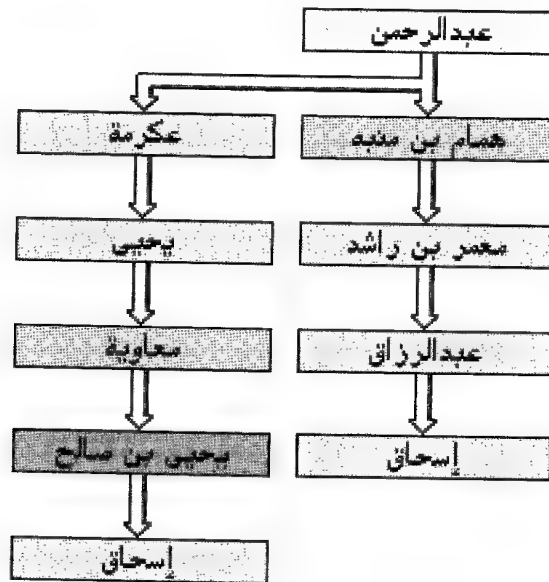 عبدالرحمن
همام بن منبه
عكرمة
معمر بن راشد
يحيى
عبدالرزاق
معاوية
إسحاق
يحيى بن صالح
إسحاق